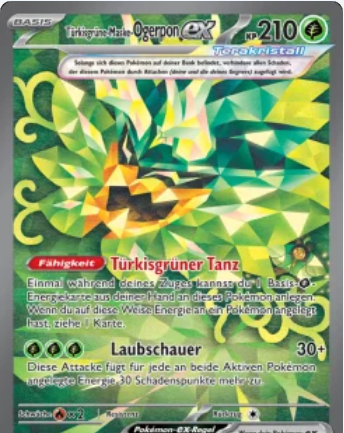 BASIS Türkisgrüne-Maske-Ogerpon ex KP 210
Terakristall
Solange sich dieses Pokémon auf deiner Bank befindet, verhindere allen Schaden,
der diesem Pokémon durch Attacken (deine und die deines Gegners) zugefügt wird.
Fähigkeit Türkisgrüner Tanz
Einmal während deines Zuges kannst du 1 Basis-
Energiekarte aus deiner Hand an dieses Pokémon anlegen.
Wenn du auf diese Weise Energie an ein Pokémon angelegt
hast, ziehe 1 Karte.
Laubschauer 30+
Diese Attacke fügt für jede an beide Aktiven Pokémon
angelegte Energie 30 Schadenspunkte mehr zu.
Schwäche ×2 Resistenz Rückzug
Pokémon-ex-Regel